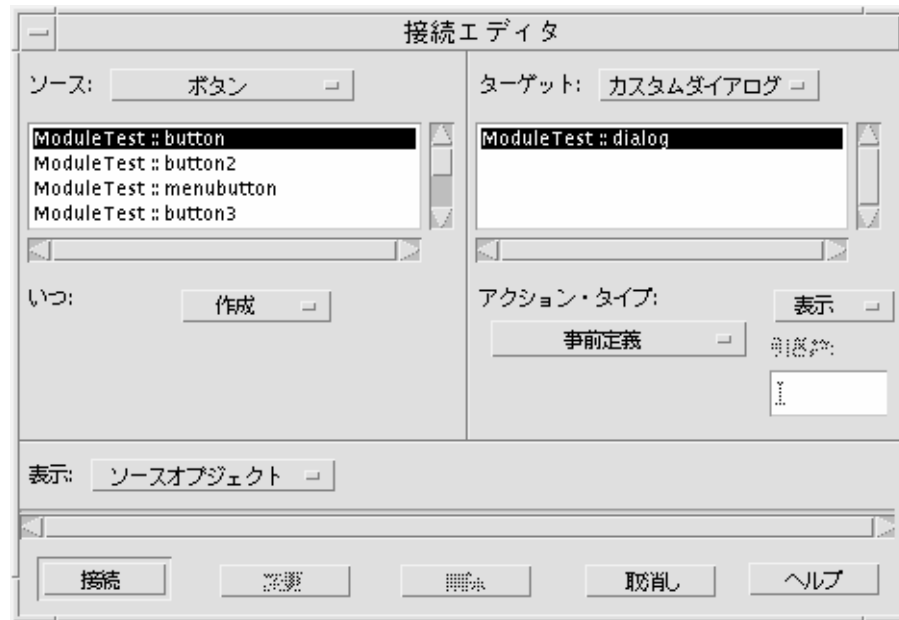 接続エディタ
ソース: ボタン
ModuleTest :: button
ModuleTest :: button2
ModuleTest :: menubutton
ModuleTest :: button3
いつ: 作成
ターゲット: カスタムダイアログ
ModuleTest :: dialog
アクション・タイプ: 表示
事前定義
表示: ソースオブジェクト
接続 取消し ヘルプ